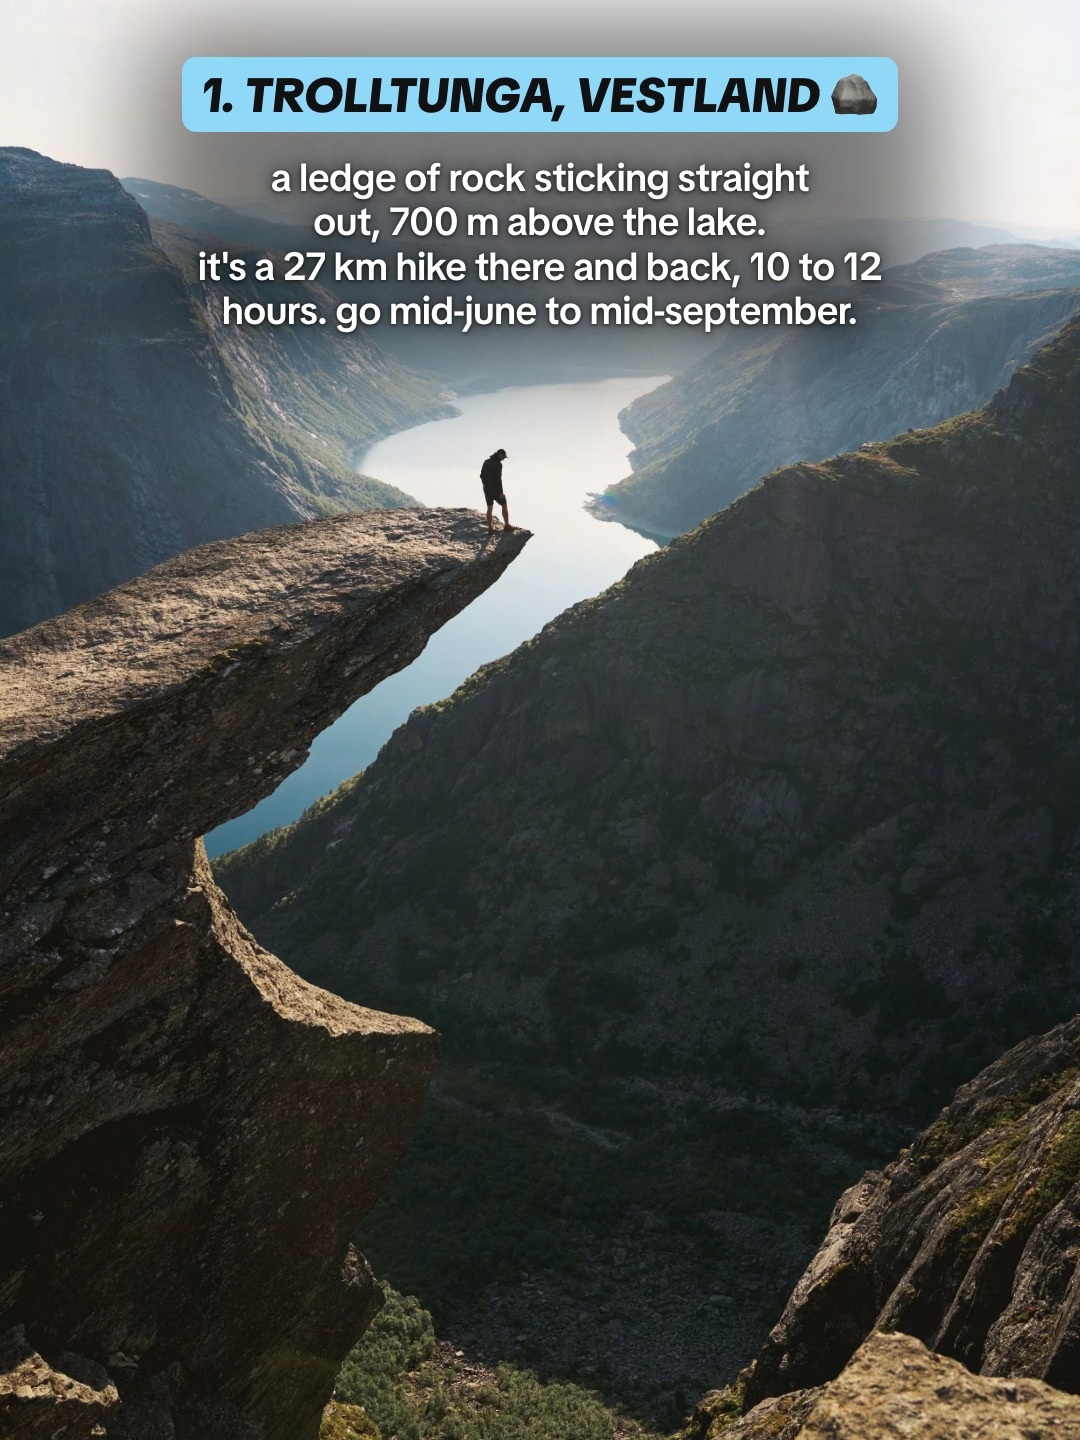 1. TROLLTUNGA, VESTLAND 🪨
a ledge of rock sticking straight
out, 700 m above the lake.
it's a 27 km hike there and back, 10 to 12
hours. go mid-june to mid-september.